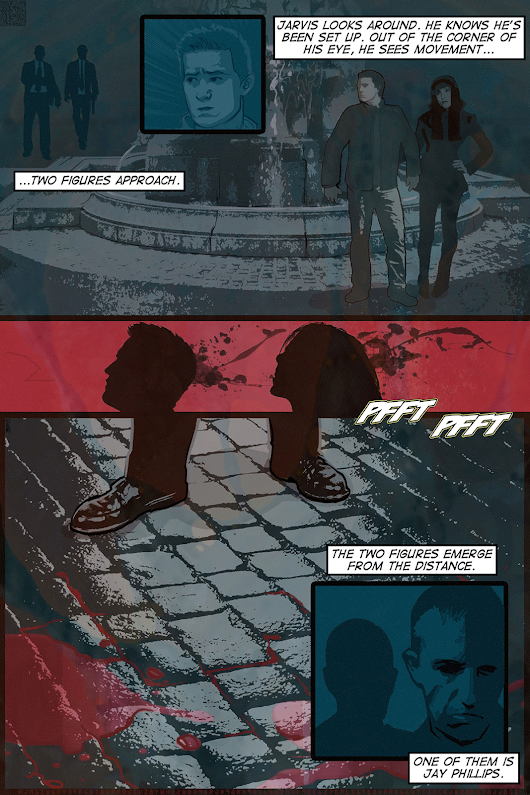 JARVIS LOOKS AROUND. HE KNOWS HE'S
BEEN SET UP. OUT OF THE CORNER OF
HIS EYE, HE SEES MOVEMENT...
...TWO FIGURES APPROACH.
PFFT
PFFT
THE TWO FIGURES EMERGE
FROM THE DISTANCE.
ONE OF THEM IS
JAY PHILLIPS.